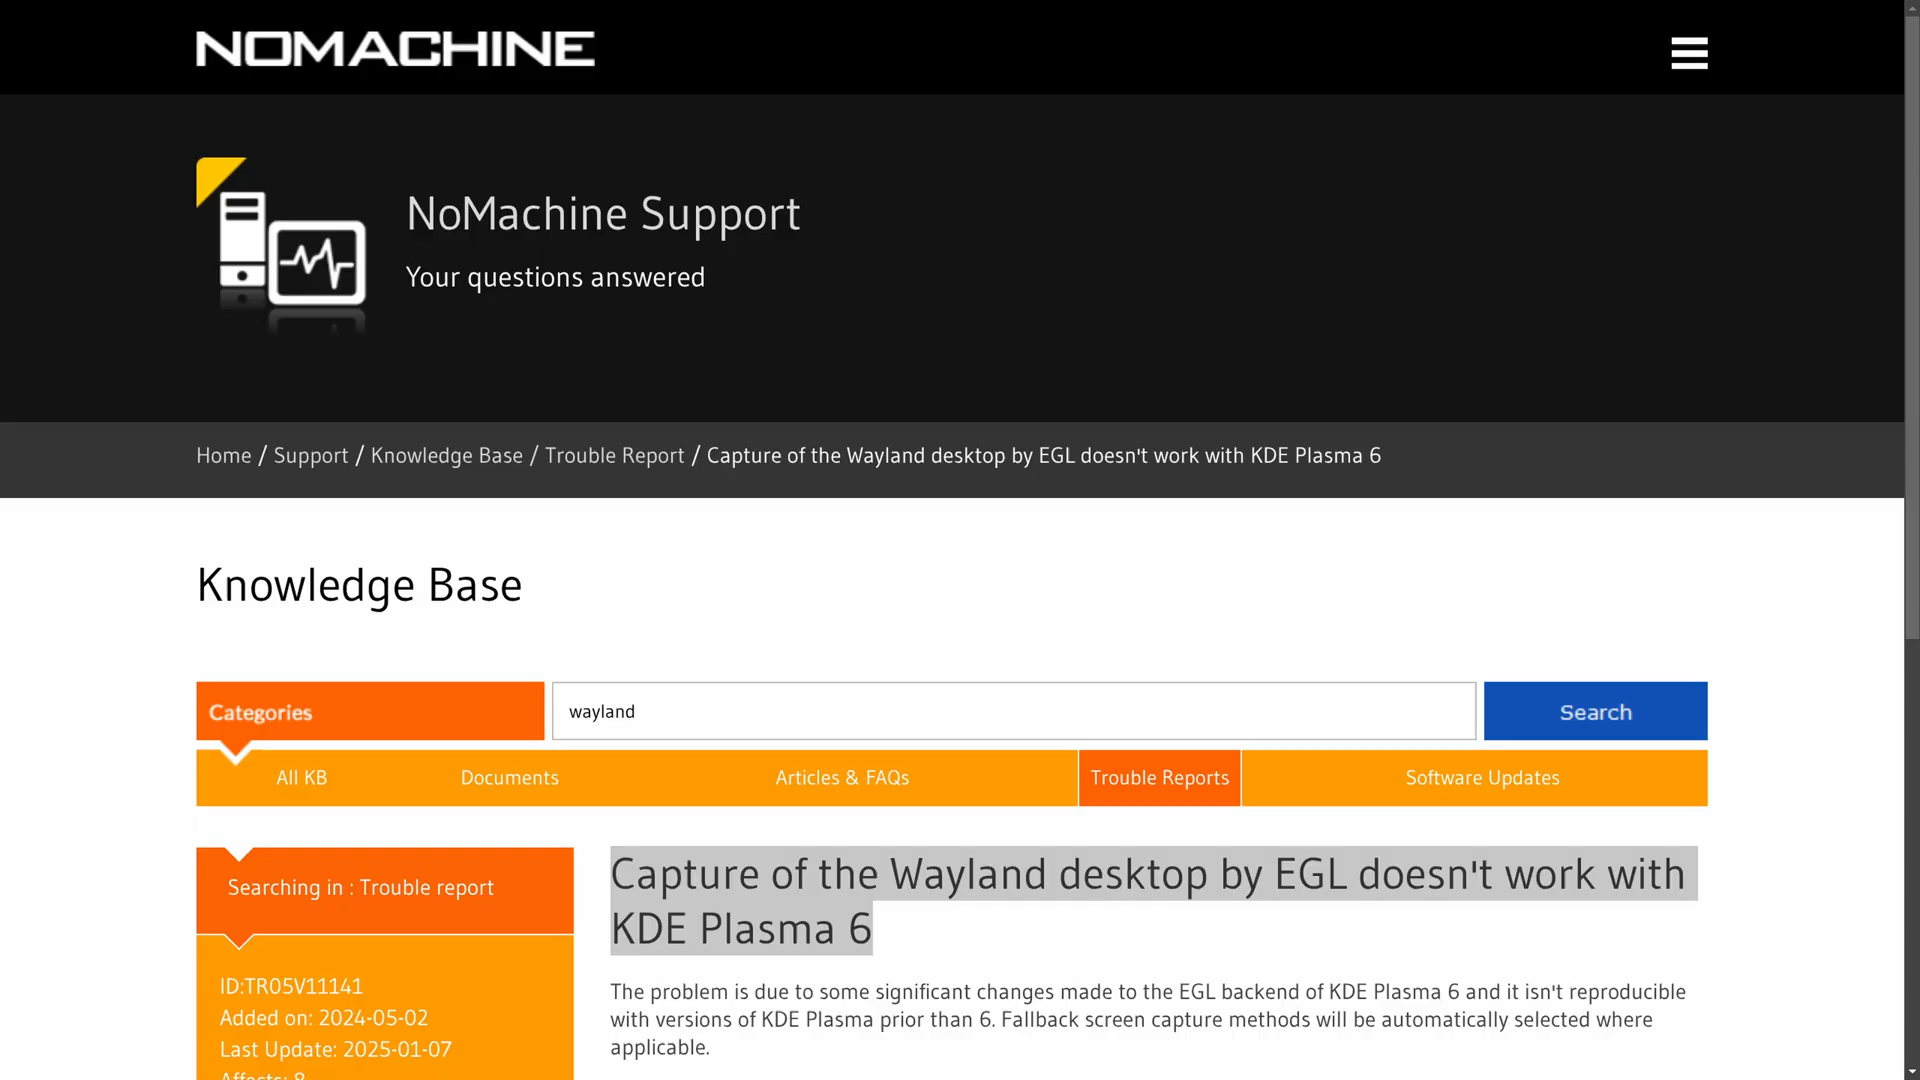 NOMACHINE
NoMachine Support
Your questions answered
Home / Support / Knowledge Base / Trouble Report / Capture of the Wayland desktop by EGL doesn't work with KDE Plasma 6
Knowledge Base
Categories
wayland
Search
All KB
Documents
Articles & FAQs
Trouble Reports
Software Updates
Searching in : Trouble report
ID:TR05V11141
Added on: 2024-05-02
Last Update: 2025-01-07
Affects: 8
Capture of the Wayland desktop by EGL doesn't work with
KDE Plasma 6
The problem is due to some significant changes made to the EGL backend of KDE Plasma 6 and it isn't reproducible
with versions of KDE Plasma prior than 6. Fallback screen capture methods will be automatically selected where
applicable.